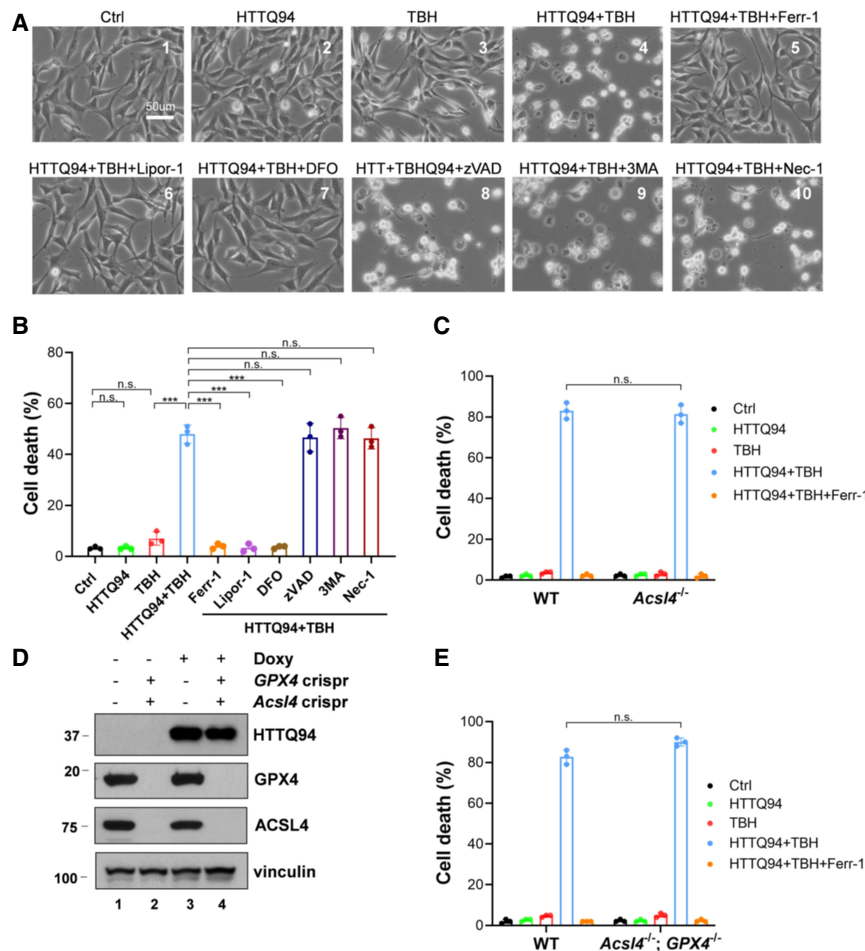 A
Ctrl HTTQ94 TBH HTTQ94+TBH HTTQ94+TBH+Ferr-1
1 2 3 4 5
50um
HTTQ94+TBH+Lipor-1 HTTQ94+TBH+DFO HTT+TBHQ94+zVAD HTTQ94+TBH+3MA HTTQ94+TBH+Nec-1
6 7 8 9 10
B
Cell death (%)
80
60
40
20
0
n.s.
n.s.
n.s.
***
***
n.s.
n.s.
***
***
Ctrl HTTQ94 TBH HTTQ94+TBH Ferr-1 Lipor-1 DFO zVAD 3MA Nec-1
HTTQ94+TBH
C
Cell death (%)
100
80
60
40
20
0
n.s.
WT Acsl4-/-
Ctrl
HTTQ94
TBH
HTTQ94+TBH
HTTQ94+TBH+Ferr-1
D
- - + + Doxy
- + - + GPX4 crispr
- + - + Acsl4 crispr
37 HTTQ94
20 GPX4
75 ACSL4
100 vinculin
1 2 3 4
E
Cell death (%)
100
80
60
40
20
0
n.s.
WT Acsl4-/-; GPX4-/-
Ctrl
HTTQ94
TBH
HTTQ94+TBH
HTTQ94+TBH+Ferr-1